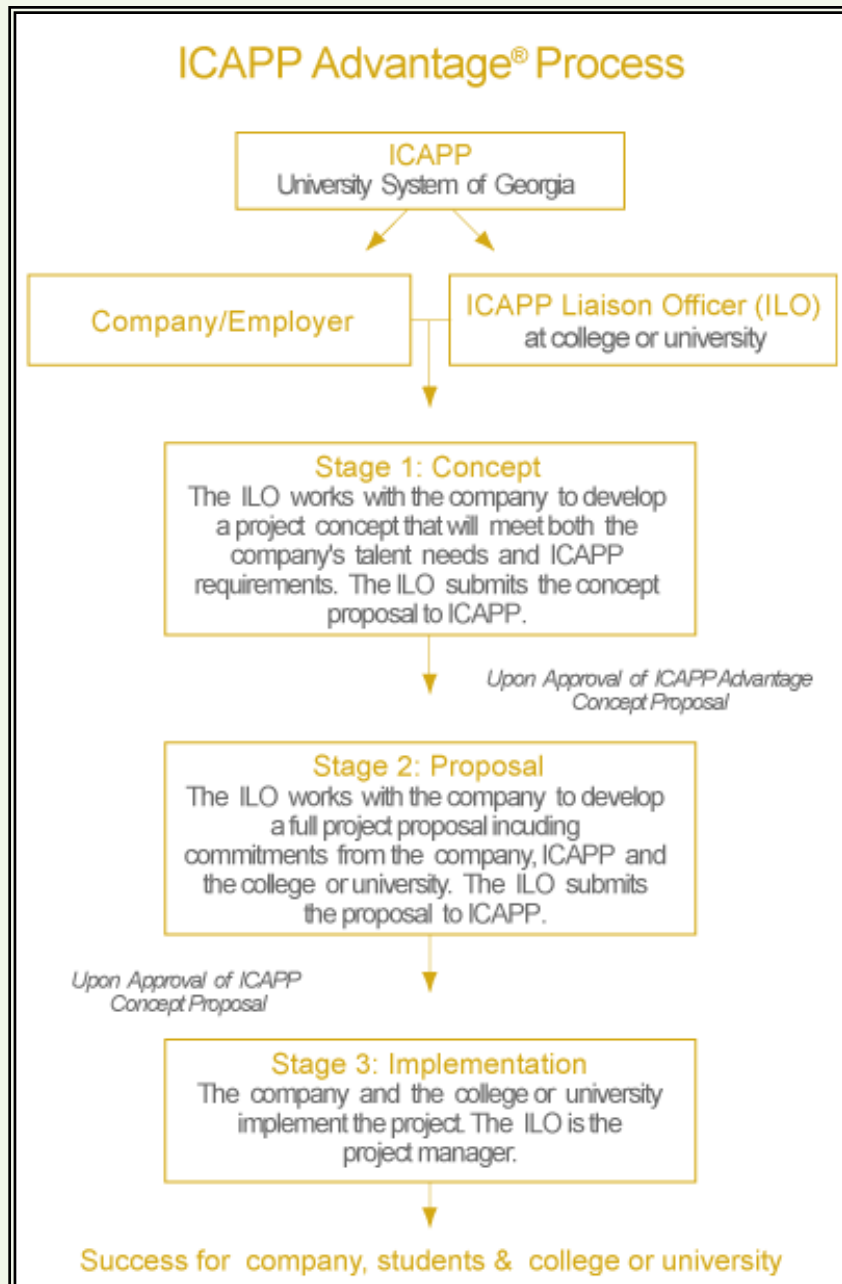 ICAPP Advantage® Process
ICAPP
University System of Georgia
Company/Employer
ICAPP Liaison Officer (ILO)
at college or university
Stage 1: Concept
The ILO works with the company to develop
a project concept that will meet both the
company's talent needs and ICAPP
requirements. The ILO submits the concept
proposal to ICAPP.
Upon Approval of ICAPP Advantage
Concept Proposal
Stage 2: Proposal
The ILO works with the company to develop
a full project proposal incuding
commitments from the company, ICAPP and
the college or university. The ILO submits
the proposal to ICAPP.
Upon Approval of ICAPP
Concept Proposal
Stage 3: Implementation
The company and the college or university
implement the project. The ILO is the
project manager.
Success for company, students & college or university